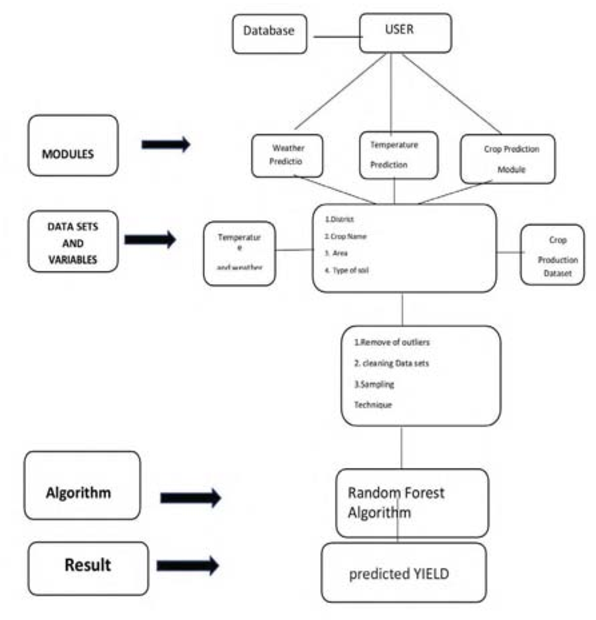 Database
USER
MODULES
Weather
Predictio
Temperature
Prediction
Crop Prediction
Module
DATA SETS
AND
VARIABLES
Temperatur
e
and weather
1.District
2.Crop Name
3. Area
4. Type of soil
Crop
Production
Dataset
1.Remove of outliers
2. cleaning Data sets
3.Sampling
Technique
Algorithm
Random Forest
Algorithm
Result
predicted YIELD